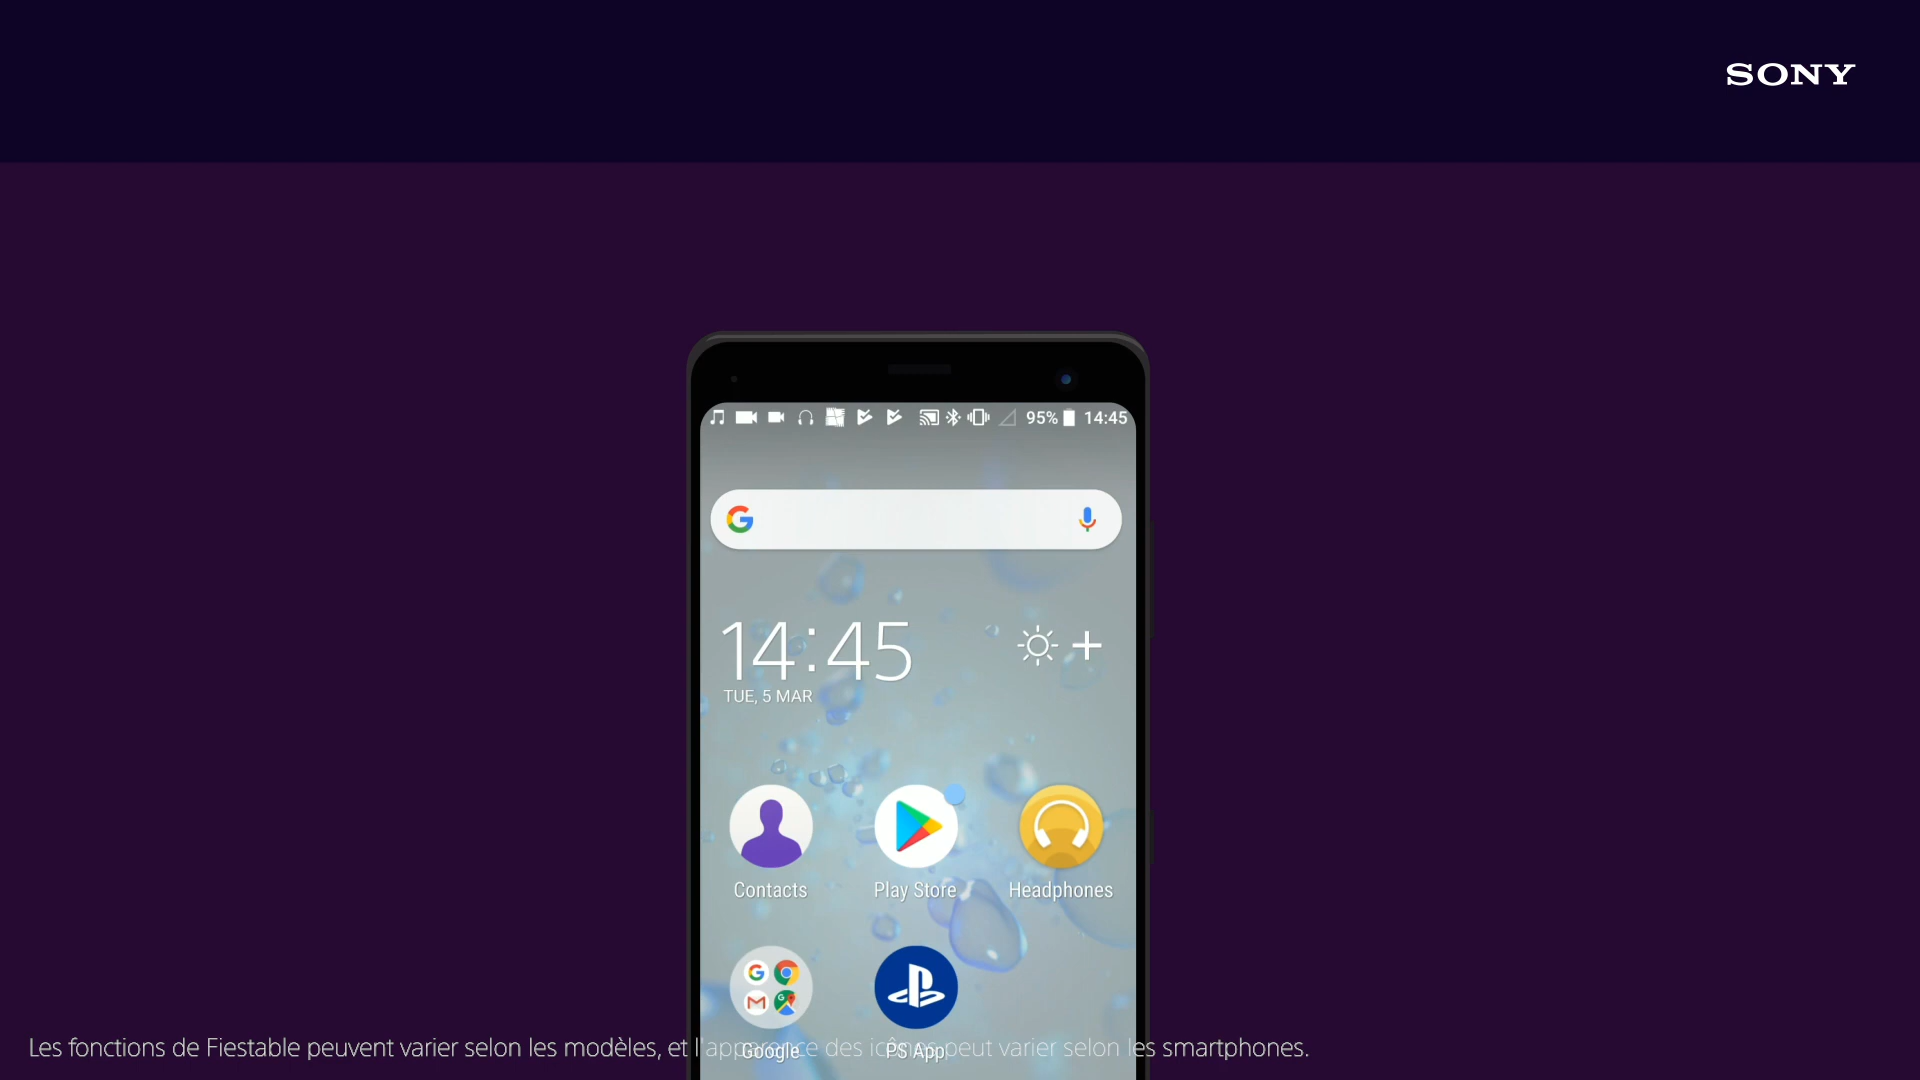 SONY
95% 14:45
14:45
TUE, 5 MAR
Contacts
Play Store
Headphones
Google
PS App
Les fonctions de Fiestable peuvent varier selon les modèles, et l'apparence des icônes peut varier selon les smartphones.